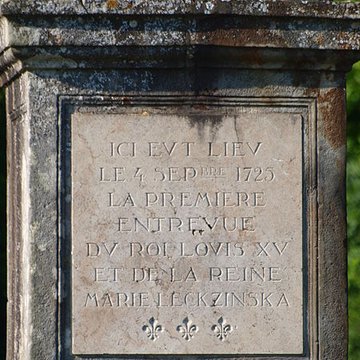 ICI EVT LIEV
LE 4 SEPDBRE 1725
LA PREMIERE
ENTREVUE
DV ROI LOVIS XV
ET DE LA REINE
MARIE LECKZINSKA